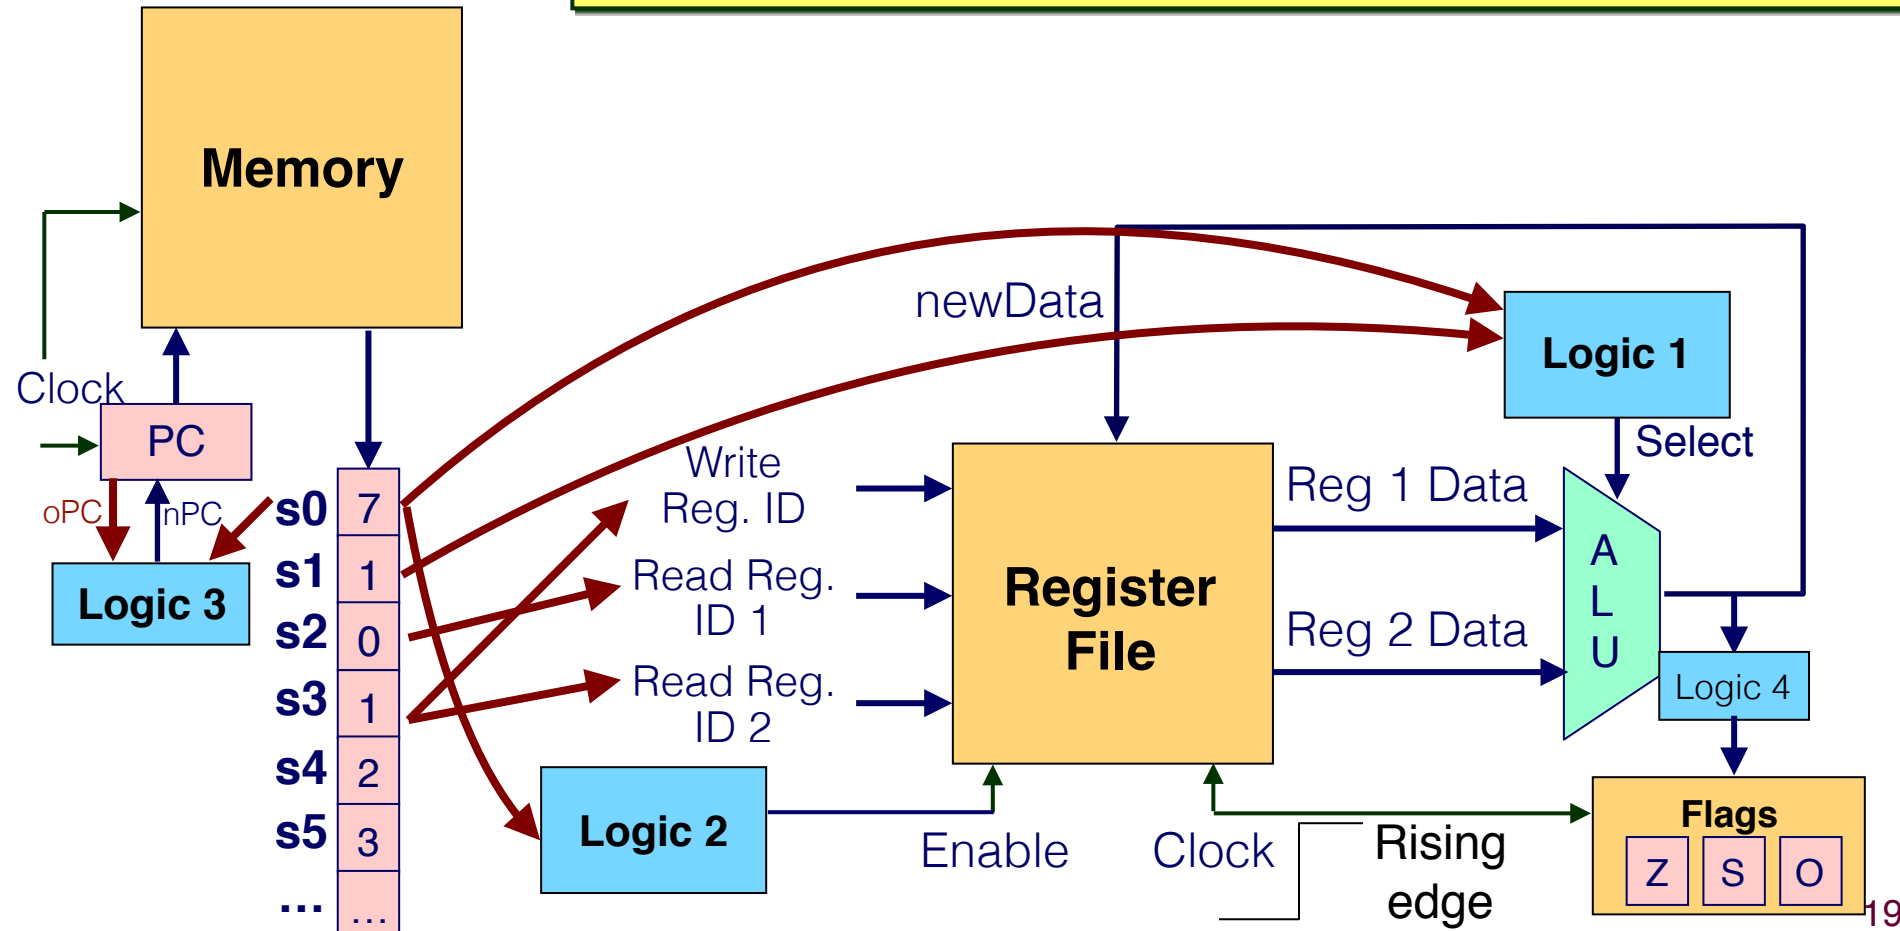 Memory
Clock
PC
oPC
nPC
Logic 3
s0 7
s1 1
s2 0
s3 1
s4 2
s5 3
... ...
newData
Write
Reg. ID
Read Reg.
ID 1
Read Reg.
ID 2
Logic 2
Enable
Register
File
Clock
Rising
edge
Reg 1 Data
Reg 2 Data
Logic 1
Select
A
L
U
Logic 4
Flags
Z S O
19